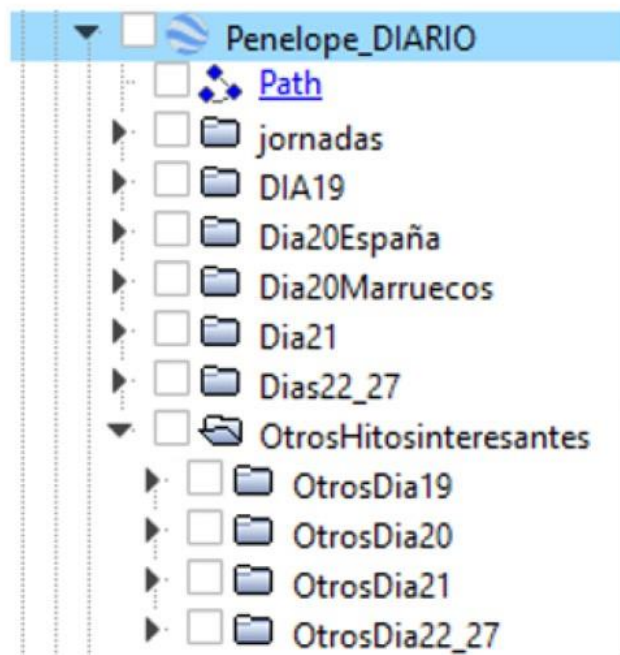 Penelope_DIARIO
Path
jornadas
DIA19
Dia20España
Dia20Marruecos
Dia21
Dias22_27
OtrosHitosinteresantes
OtrosDia19
OtrosDia20
OtrosDia21
OtrosDia22_27